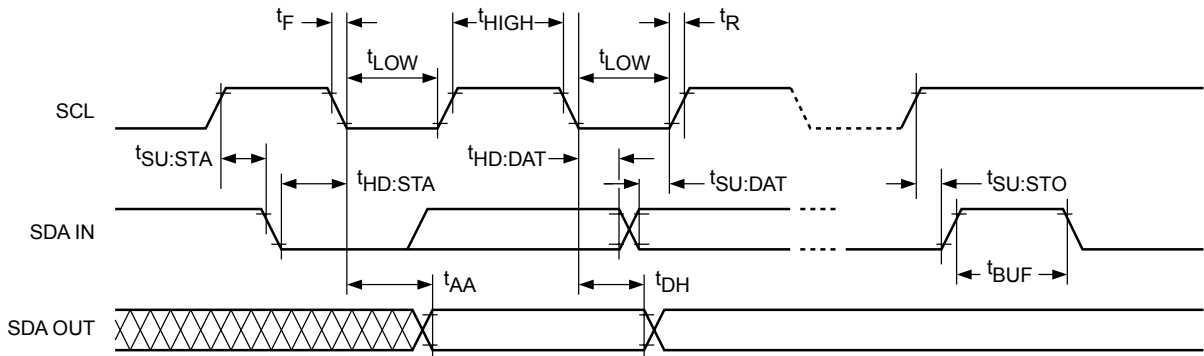 tF
tHIGH
tR
tLOW
tLOW
SCL
tSU:STA
tHD:STA
tHD:DAT
tSU:DAT
tSU:STO
SDA IN
tBUF
tAA
tDH
SDA OUT